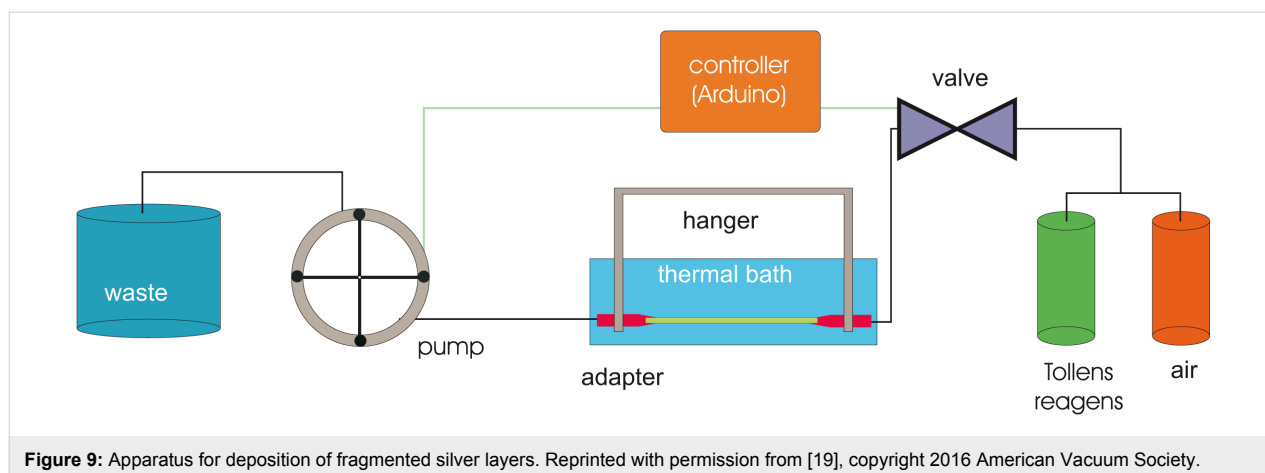 controller
(Arduino)
valve
hanger
thermal bath
waste
pump
adapter
Tollens
reagens
air
Figure 9: Apparatus for deposition of fragmented silver layers. Reprinted with permission from [19], copyright 2016 American Vacuum Society.